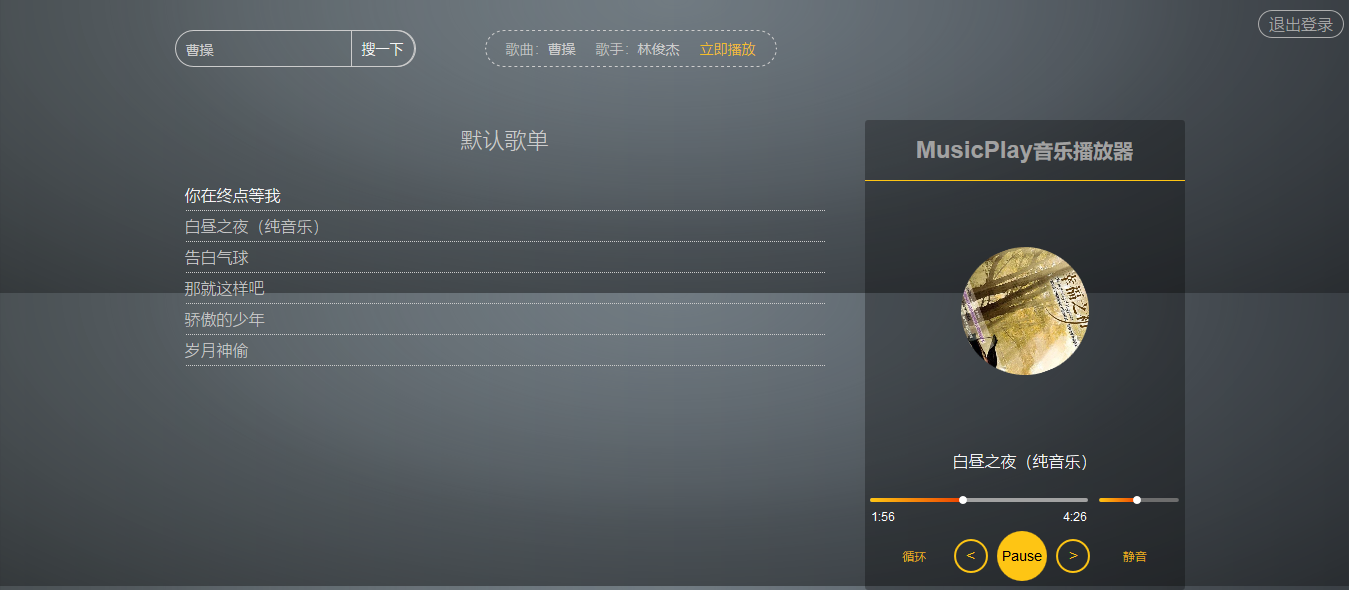 退出登录
曹操 搜一下 歌曲：曹操 歌手：林俊杰 立即播放
默认歌单
你在终点等我
白昼之夜（纯音乐）
告白气球
那就这样吧
骄傲的少年
岁月神偷
MusicPlay音乐播放器
幸福之
白昼之夜（纯音乐）
1:56 4:26
循环 < Pause > 静音